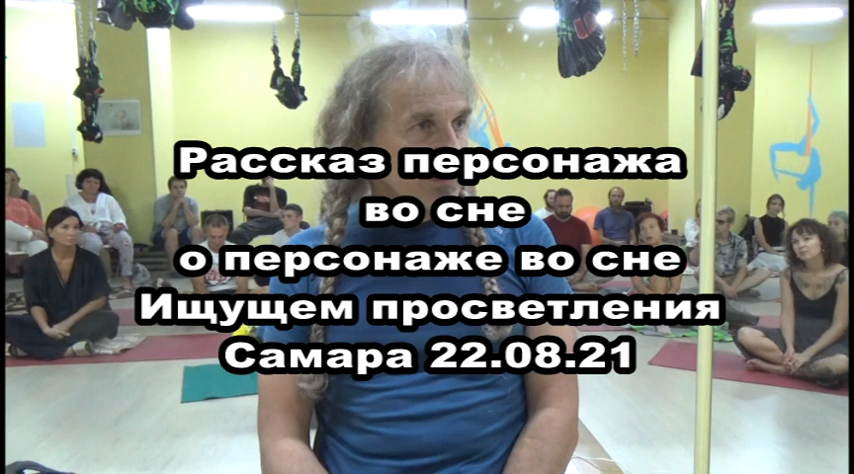 Рассказ персонажа
во сне
о персонаже во сне
Ищущем просветления
Самара 22.08.21